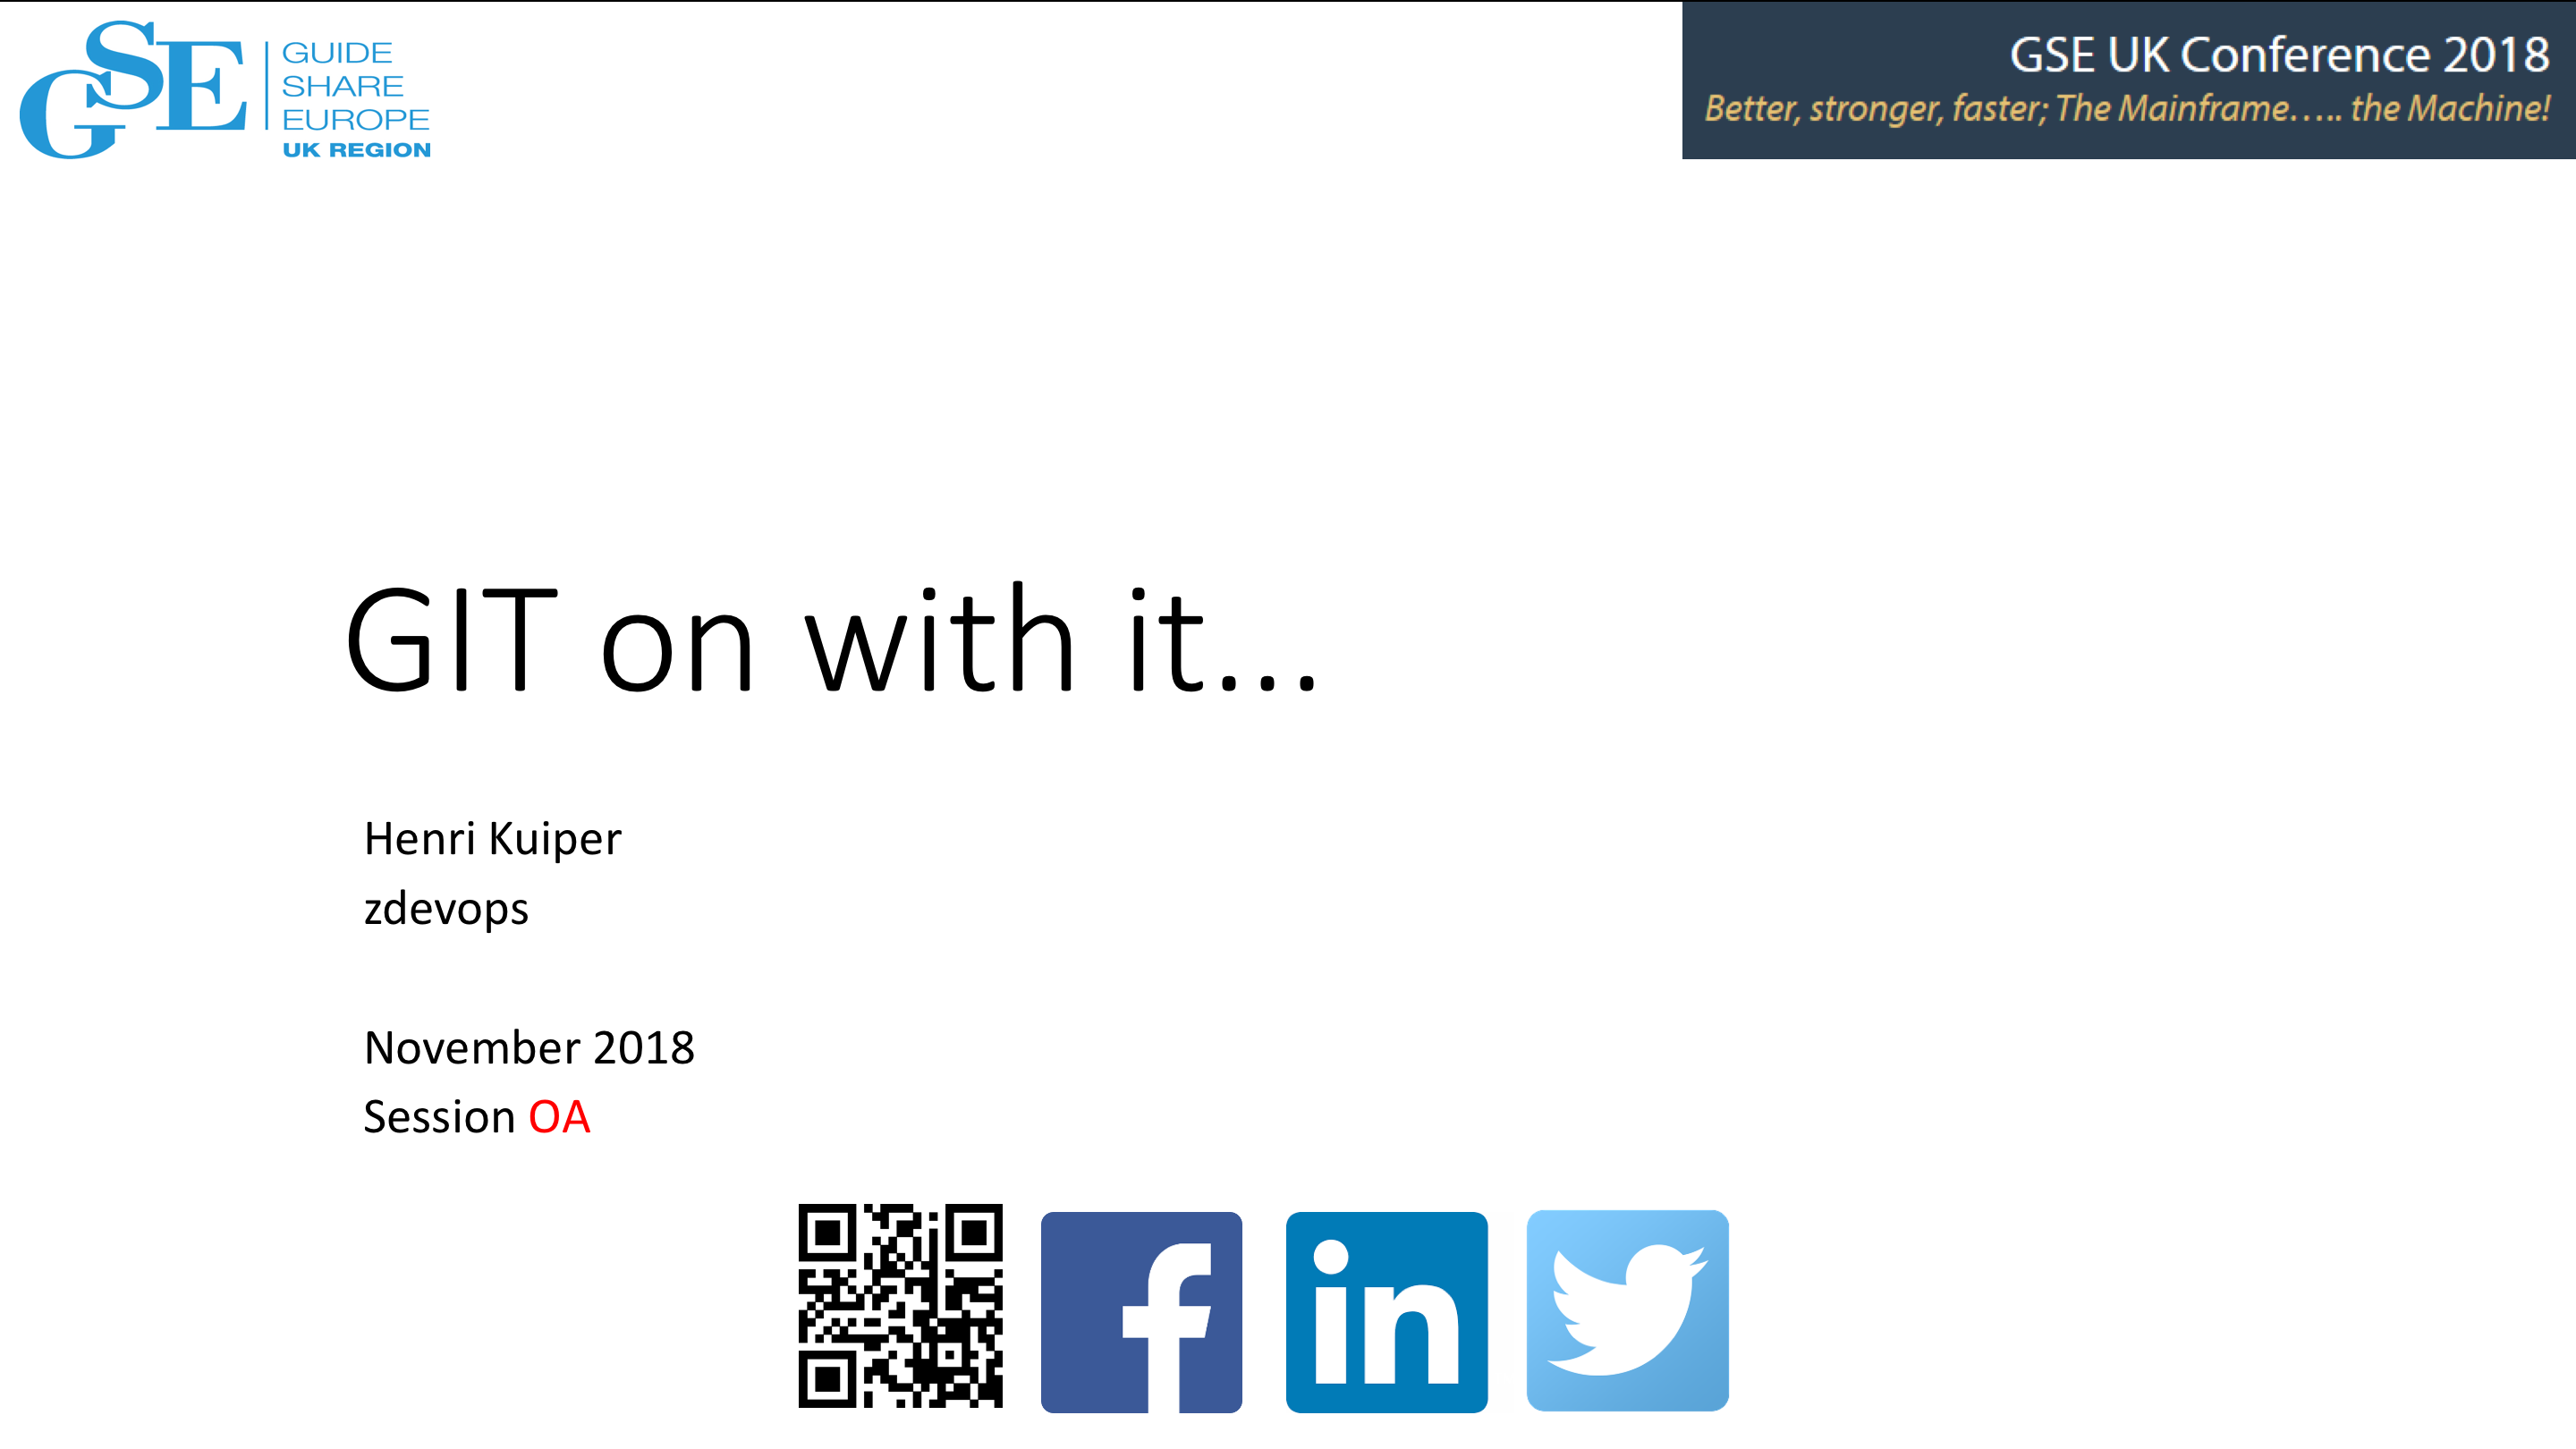 GSE
GUIDE
SHARE
EUROPE
UK REGION
GSE UK Conference 2018
Better, stronger, faster; The Mainframe….. the Machine!
GIT on with it…
Henri Kuiper
zdevops
November 2018
Session OA
f
in